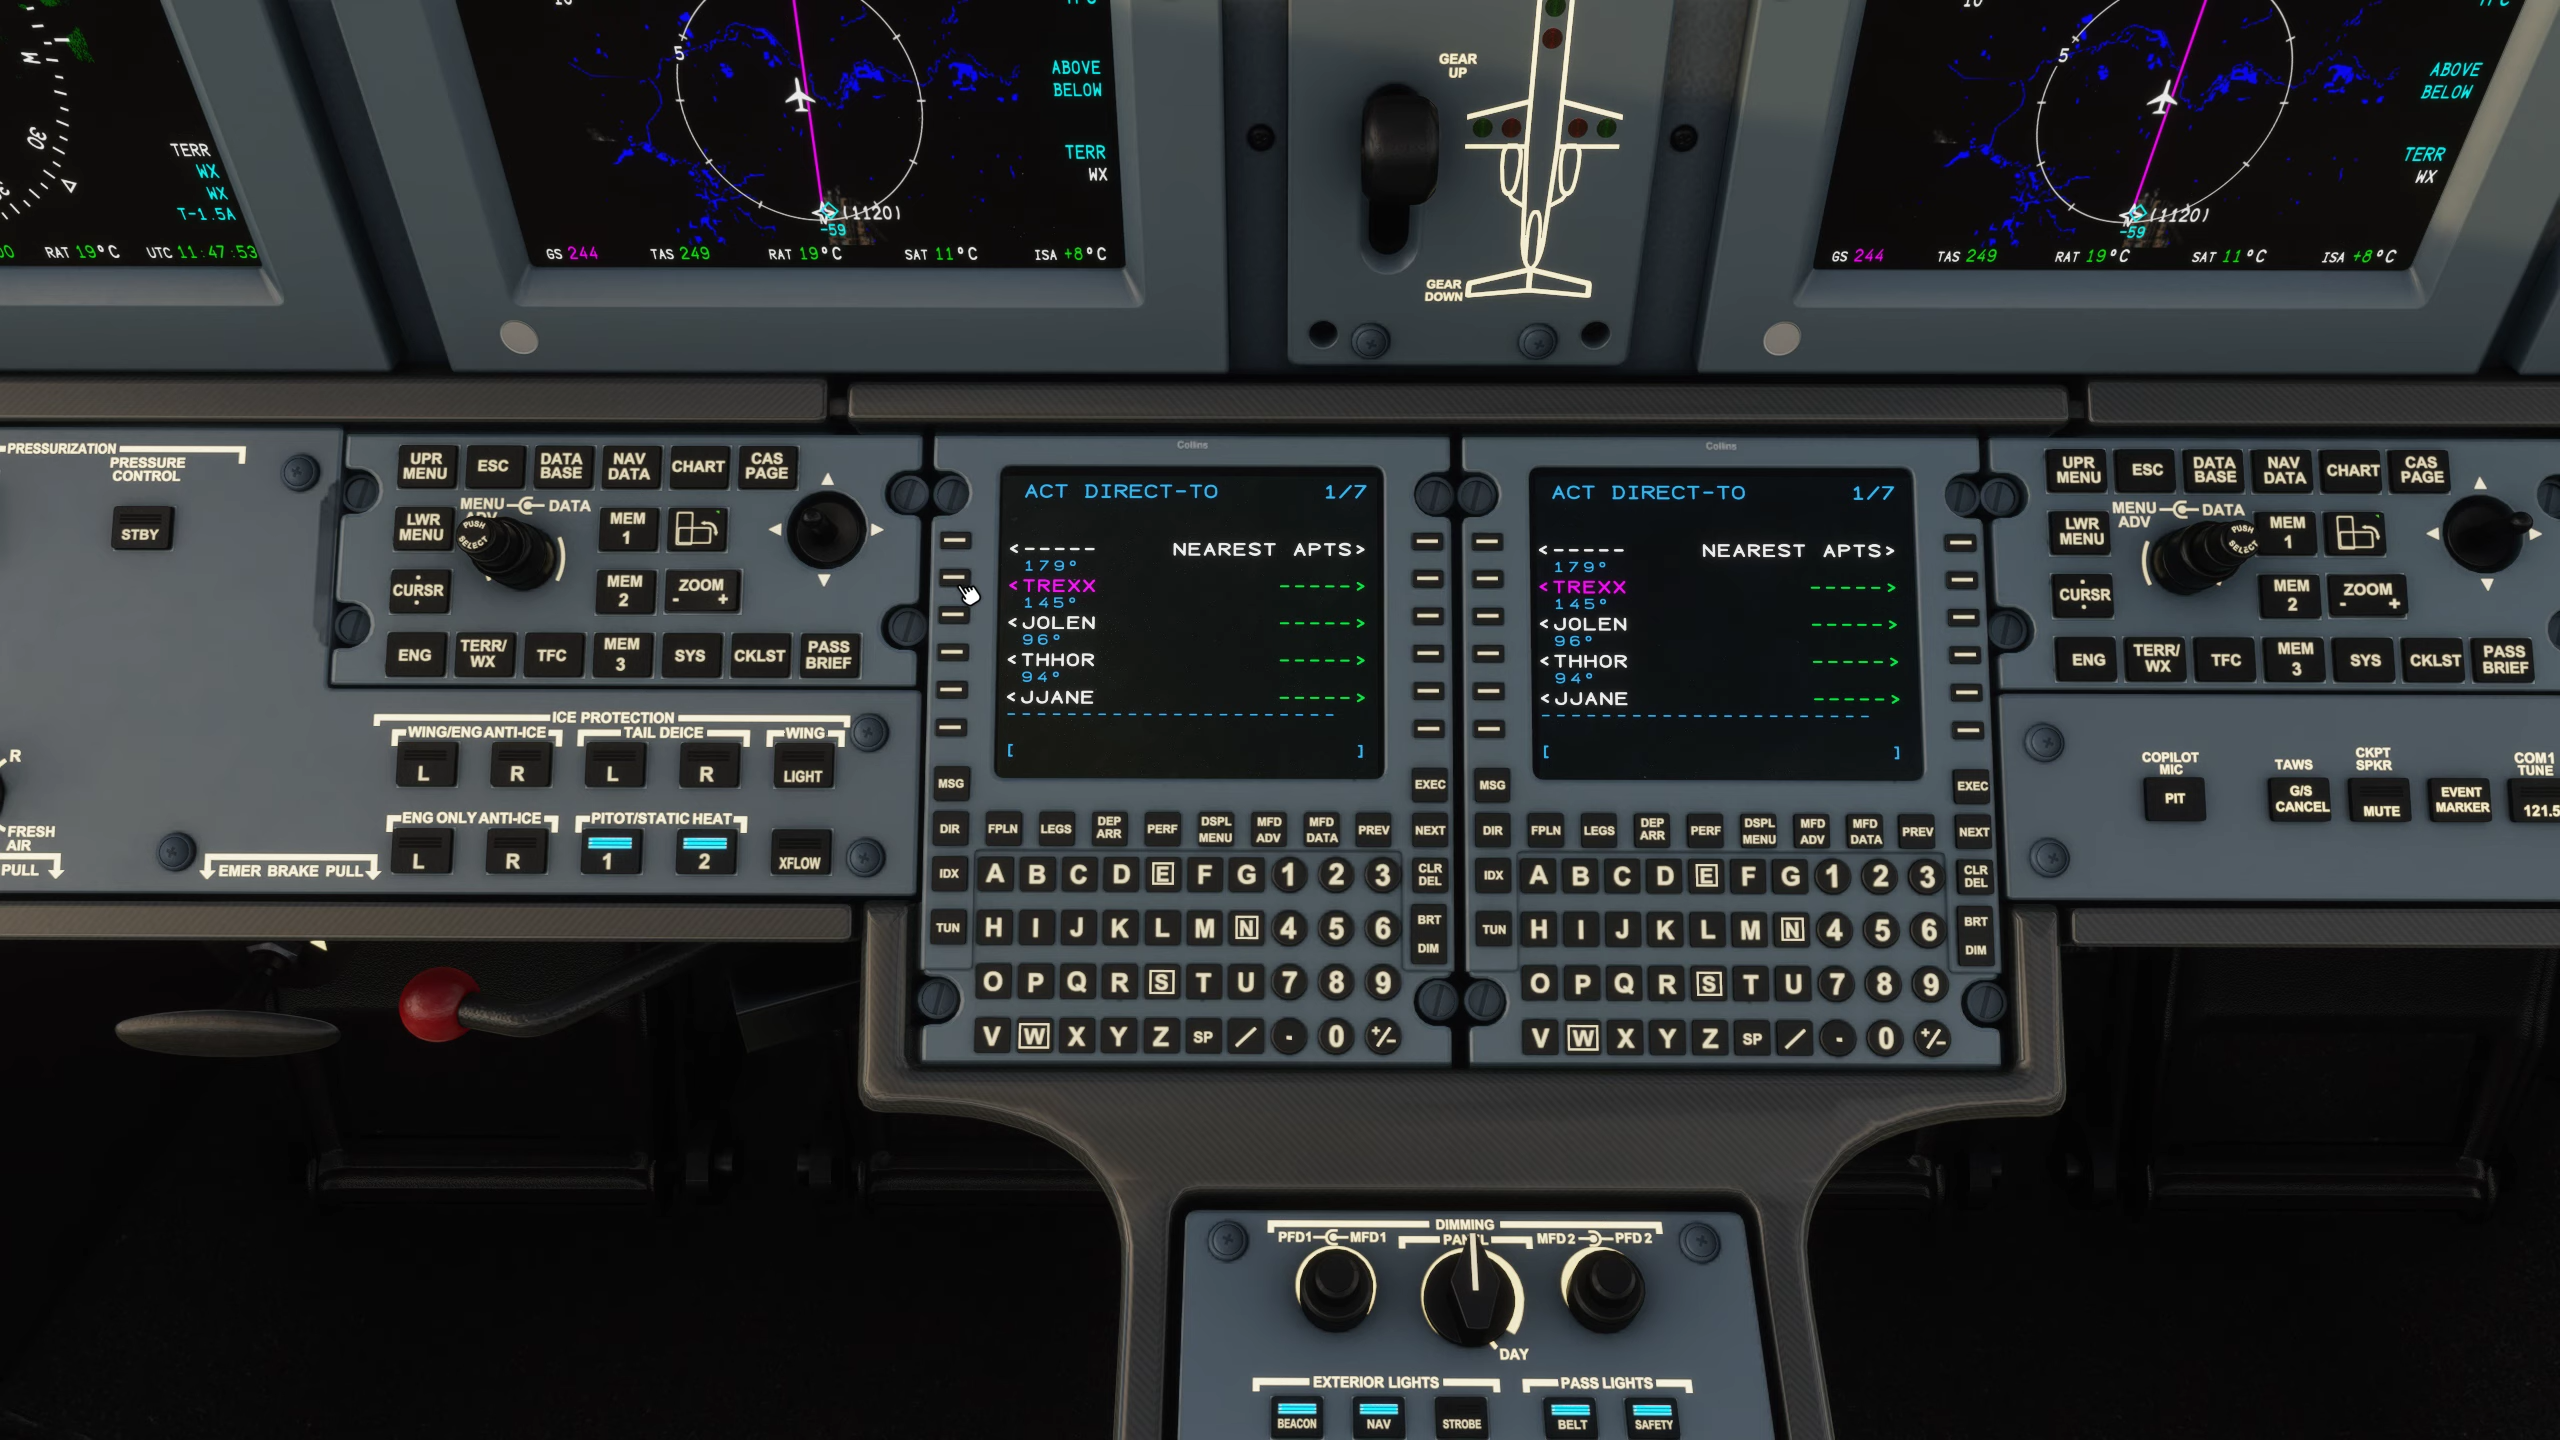 5
ABOVE
BELOW
TERR
WX
(1120)
-59
GS 244 TAS 249 RAT 19°C SAT 11°C ISA +8°C
M
30
TERR
WX
WX
T-1.5A
RAT 19°C UTC 11:47:53
GEAR
UP
GEAR
DOWN
5
ABOVE
BELOW
TERR
WX
(1120)
-59
GS 244 TAS 249 RAT 19°C SAT 11°C ISA +8°C
PRESSURIZATION
PRESSURE
CONTROL
STBY
UPR
MENU
ESC
DATA
BASE
NAV
DATA
CHART
CAS
PAGE
MENU
ADV
DATA
PUSH
SELECT
LWR
MENU
MEM
1
CURSR
MEM
2
ZOOM
- +
ENG
TERR/
WX
TFC
MEM
3
SYS
CKLST
PASS
BRIEF
ICE PROTECTION
WING/ENG ANTI-ICE
TAIL DEICE
WING
L
R
L
R
LIGHT
ENG ONLY ANTI-ICE
PITOT/STATIC HEAT
L
R
1
2
XFLOW
R
FRESH
AIR
PULL
EMER BRAKE PULL
Collins
ACT DIRECT-TO 1/7
<----- NEAREST APTS>
179°
<TREXX ----->
145°
<JOLEN ----->
96°
<THHOR ----->
94°
<JJANE ----->
------------------------
[ ]
MSG EXEC
DIR FPLN LEGS DEP ARR PERF DSPL MENU MFD ADV MFD DATA PREV NEXT
IDX A B C D E F G 1 2 3 CLR DEL
TUN H I J K L M N 4 5 6 BRT DIM
O P Q R S T U 7 8 9
V W X Y Z SP / . 0 +/-
Collins
ACT DIRECT-TO 1/7
<----- NEAREST APTS>
179°
<TREXX ----->
145°
<JOLEN ----->
96°
<THHOR ----->
94°
<JJANE ----->
------------------------
[ ]
MSG EXEC
DIR FPLN LEGS DEP ARR PERF DSPL MENU MFD ADV MFD DATA PREV NEXT
IDX A B C D E F G 1 2 3 CLR DEL
TUN H I J K L M N 4 5 6 BRT DIM
O P Q R S T U 7 8 9
V W X Y Z SP / . 0 +/-
UPR
MENU
ESC
DATA
BASE
NAV
DATA
CHART
CAS
PAGE
MENU
ADV
DATA
PUSH
SELECT
LWR
MENU
MEM
1
CURSR
MEM
2
ZOOM
- +
ENG
TERR/
WX
TFC
MEM
3
SYS
CKLST
PASS
BRIEF
COPILOT
MIC
PIT
TAWS
G/S
CANCEL
CKPT
SPKR
MUTE
EVENT
MARKER
COM1
TUNE
121.5
DIMMING
PFD1 MFD1
PANEL
MFD2 PFD2
DAY
EXTERIOR LIGHTS
PASS LIGHTS
BEACON
NAV
STROBE
BELT
SAFETY